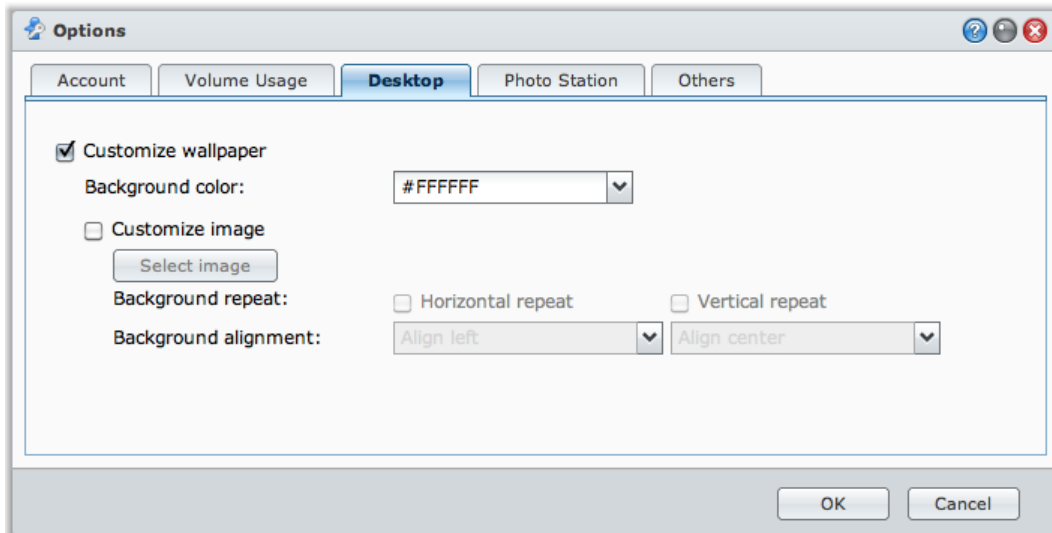 Options
Account Volume Usage Desktop Photo Station Others
Customize wallpaper
Background color: #FFFFFF
Customize image
Select image
Background repeat: Horizontal repeat Vertical repeat
Background alignment: Align left Align center
OK Cancel